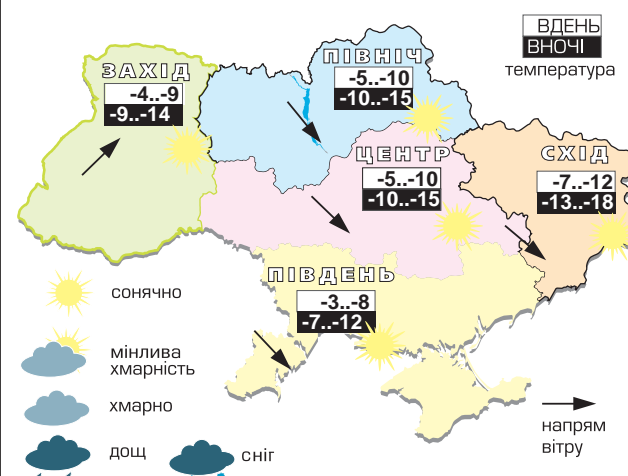 ВДЕНЬ
ВНОЧІ
температура
ЗАХІД
-4..-9
-9..-14
ПІВНІЧ
-5..-10
-10..-15
ЦЕНТР
-5..-10
-10..-15
СХІД
-7..-12
-13..-18
ПІВДЕНЬ
-3..-8
-7..-12
сонячно
мінлива
хмарність
хмарно
дощ
сніг
напрям
вітру